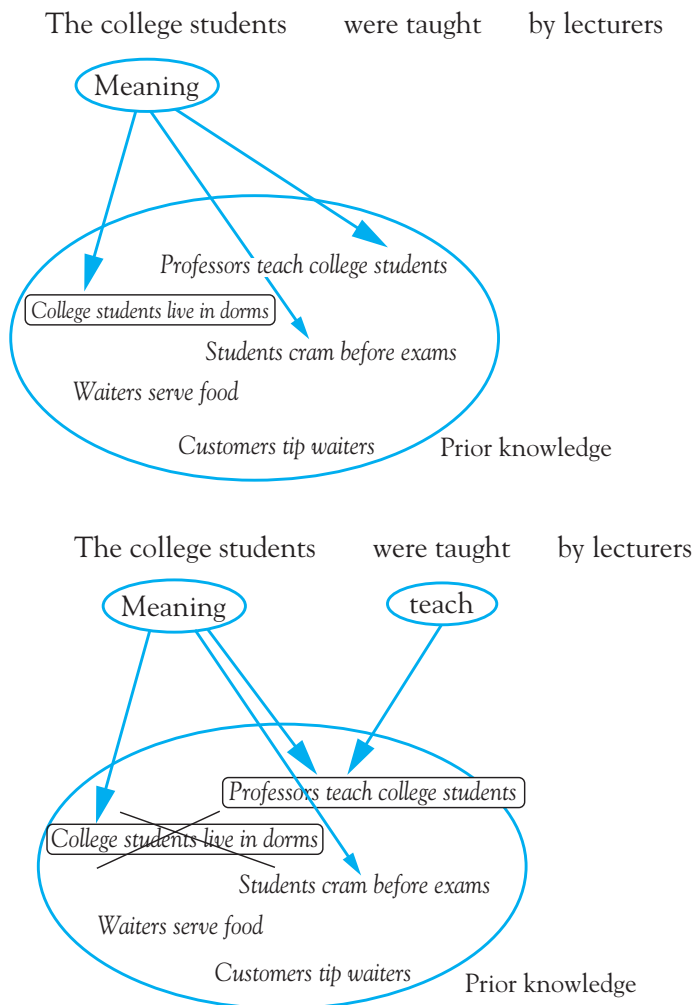 The college students were taught by lecturers
Meaning
Professors teach college students
College students live in dorms
Students cram before exams
Waiters serve food
Customers tip waiters
Prior knowledge
The college students were taught by lecturers
Meaning
teach
Professors teach college students
College students live in dorms
Students cram before exams
Waiters serve food
Customers tip waiters
Prior knowledge